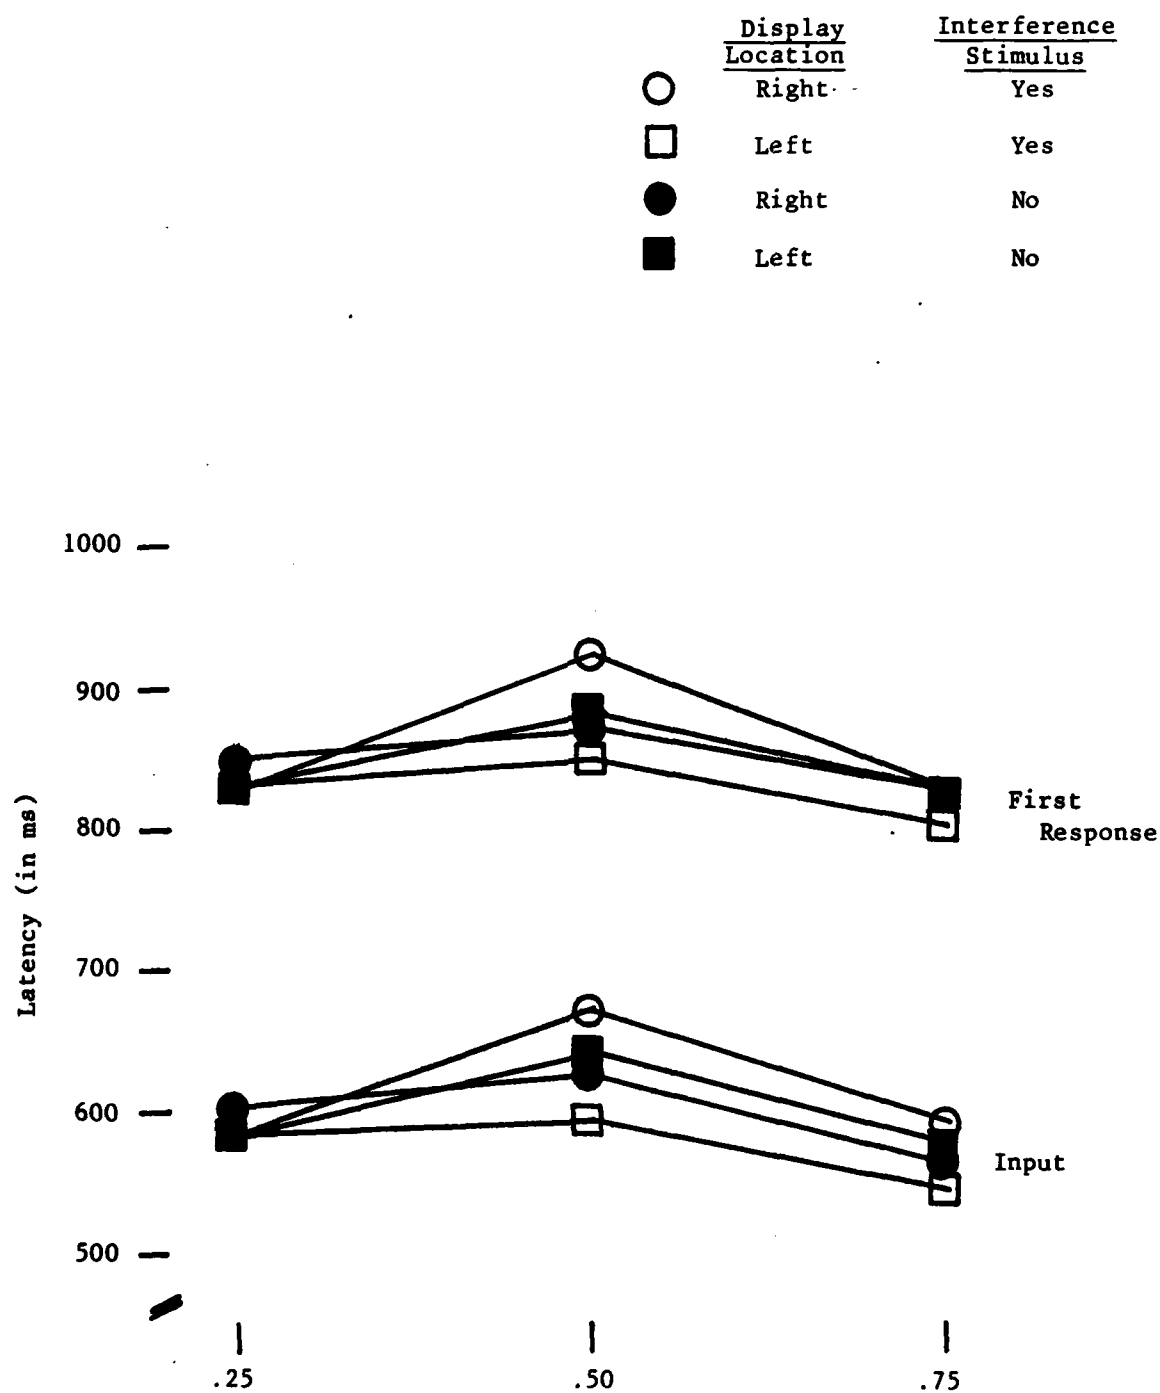 Display Interference
Location Stimulus
Right Yes
Left Yes
Right No
Left No
1000
900
800
700
600
500
Latency (in ms)
First
Response
Input
.25 .50 .75